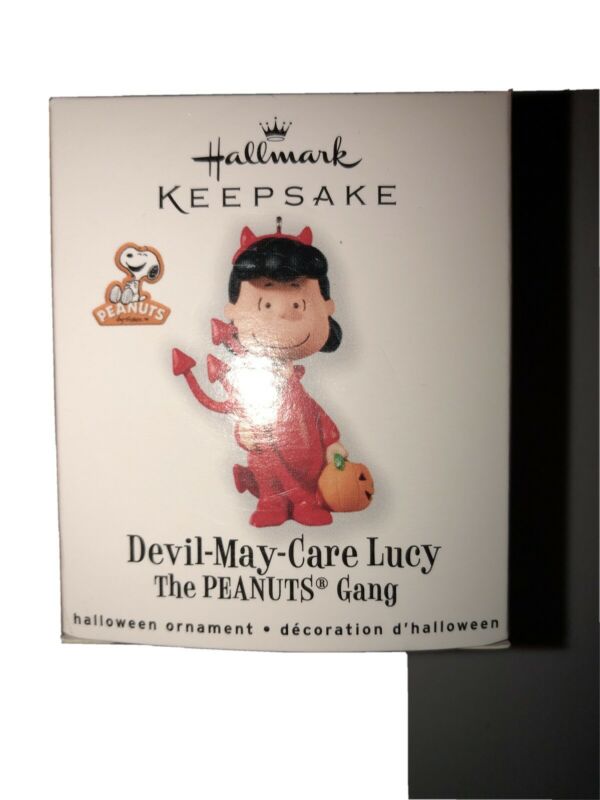 Hallmark
KEEPSAKE
PEANUTS
Devil-May-Care Lucy
The PEANUTS® Gang
halloween ornament • décoration d'halloween